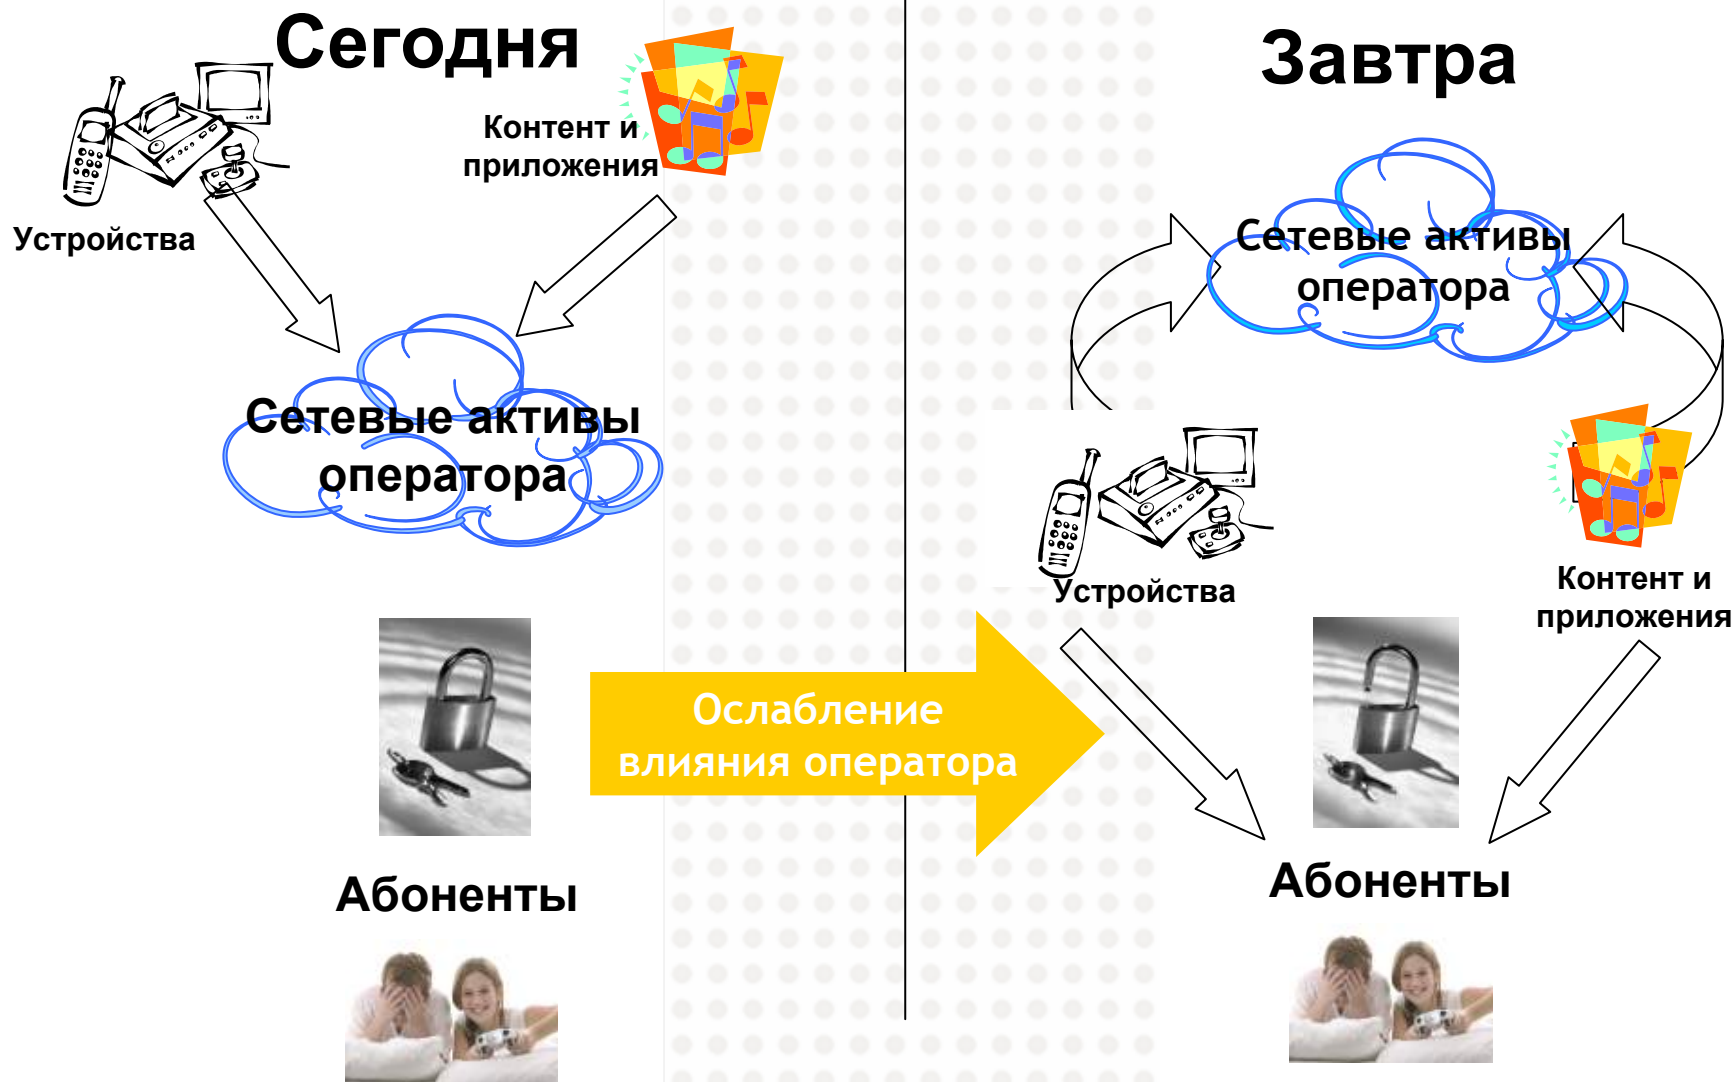 Сегодня
Контент и
приложения
Устройства
Сетевые активы
оператора
Абоненты
Ослабление
влияния оператора
Завтра
Сетевые активы
оператора
Устройства
Контент и
приложения
Абоненты